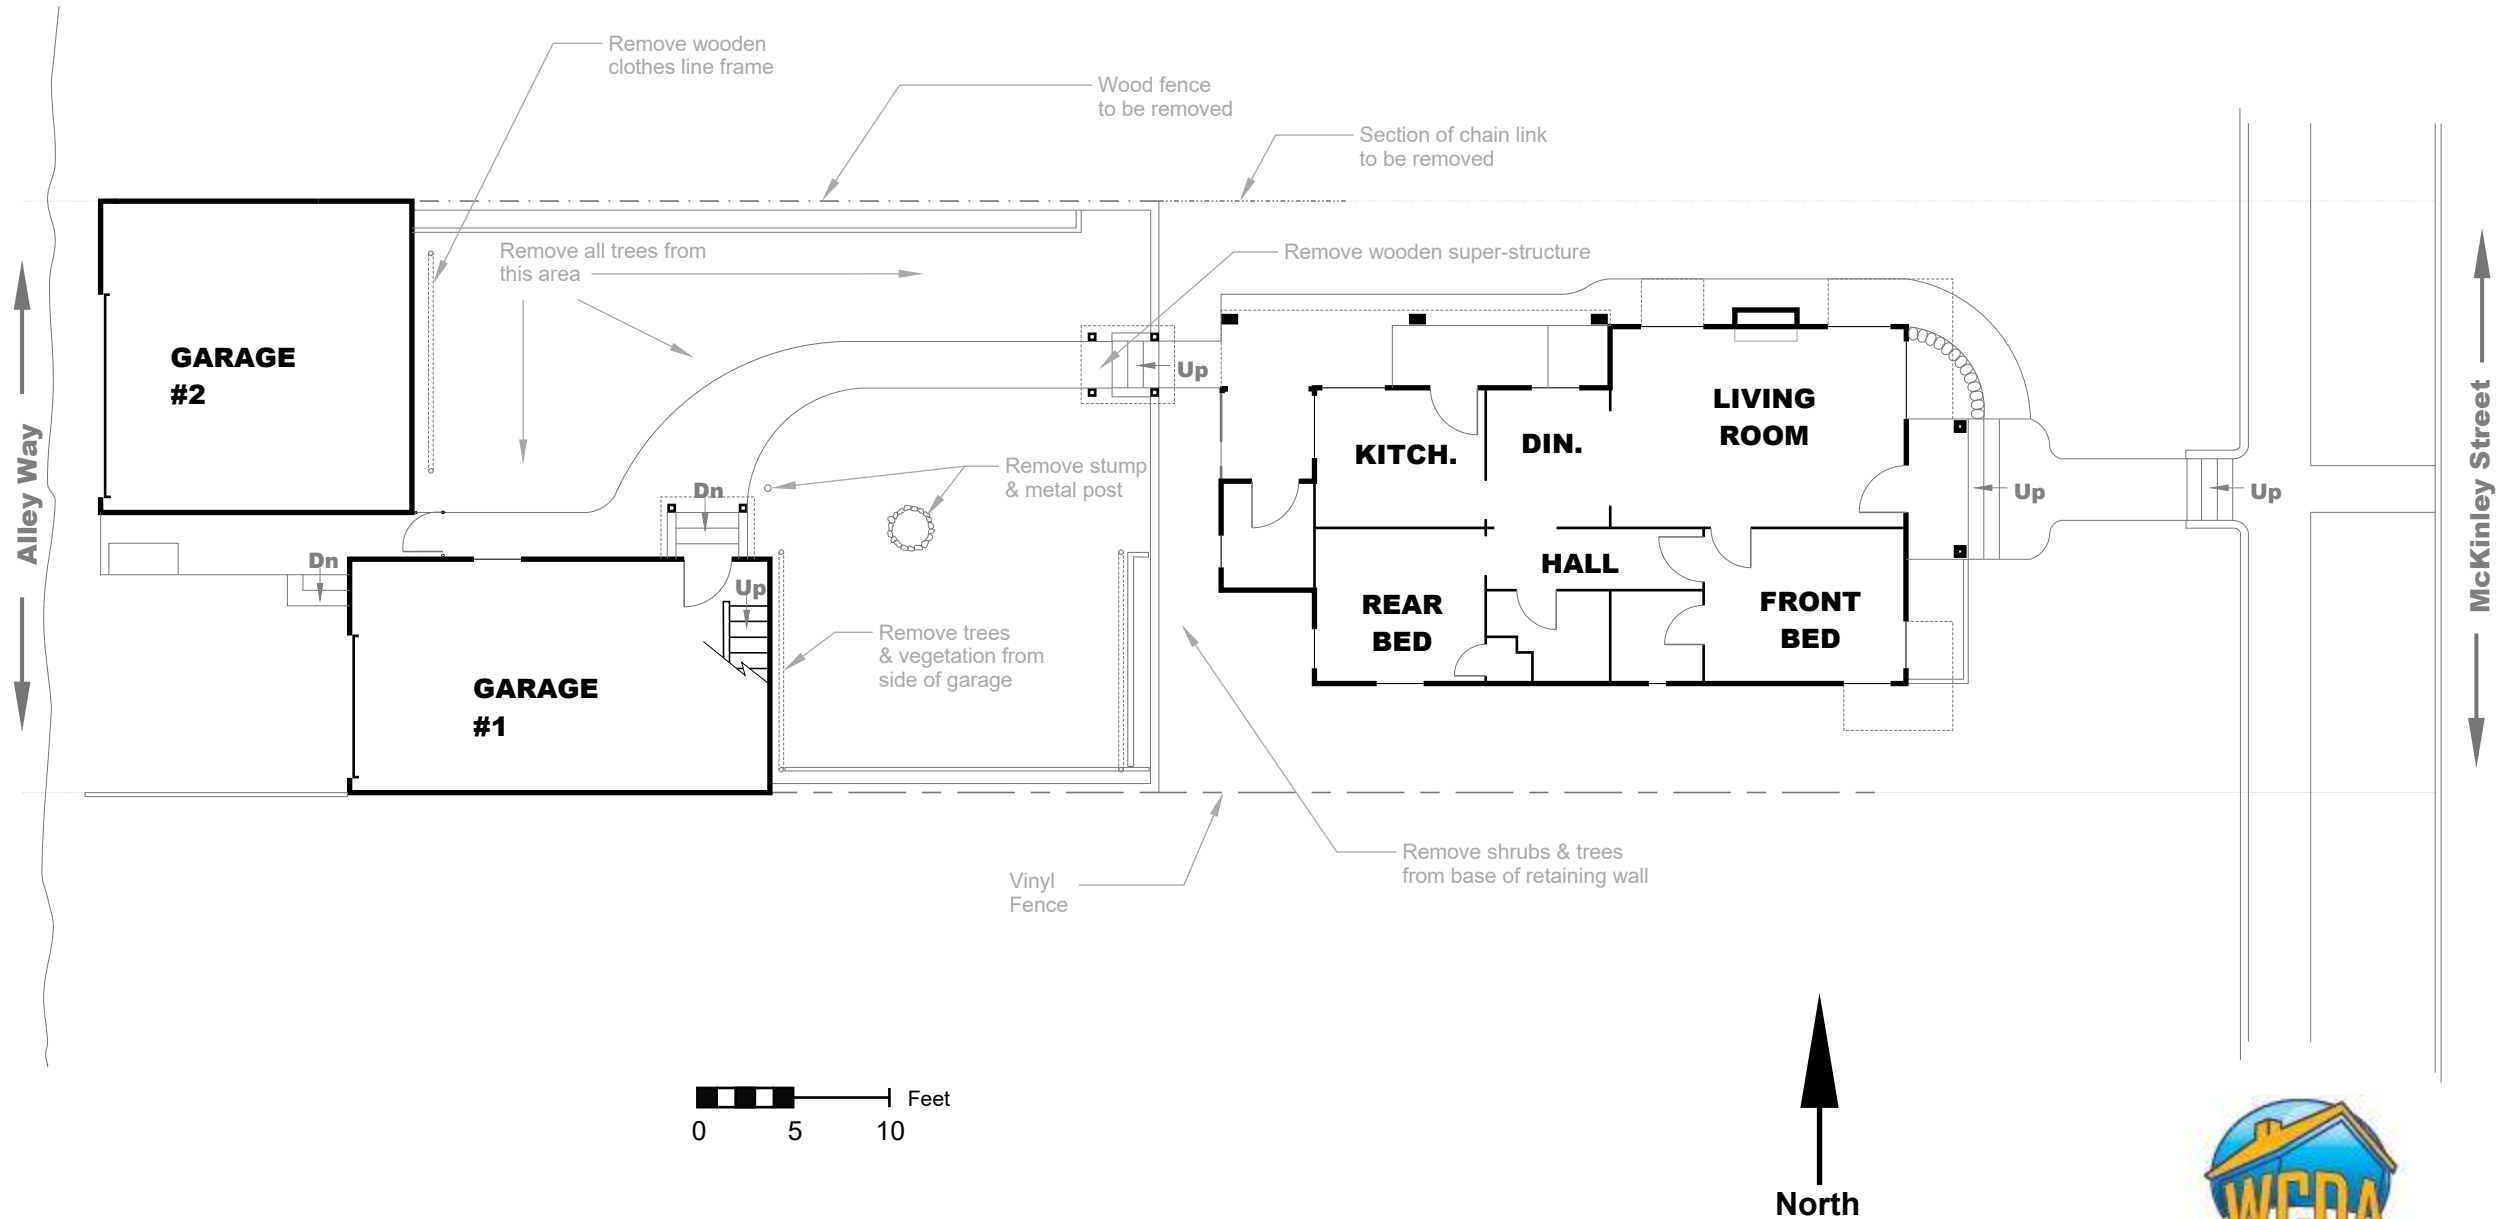 Remove wooden
clothes line frame
Wood fence
to be removed
Section of chain link
to be removed
Remove all trees from
this area
Remove wooden super-structure
GARAGE
#2
Up
LIVING
ROOM
KITCH.
DIN.
Alley Way
McKinley Street
Remove stump
& metal post
Dn
Up
Up
Dn
Up
HALL
REAR
BED
FRONT
BED
Remove trees
& vegetation from
side of garage
GARAGE
#1
Remove shrubs & trees
from base of retaining wall
Vinyl
Fence
Feet
0 5 10
North
WCDA